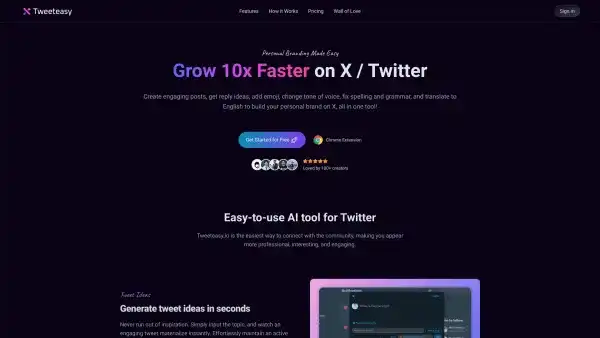 Tweeteasy
Features
How It Works
Pricing
Wall of Love
Sign in
Personal Branding Made Easy
Grow 10x Faster on X / Twitter
Create engaging posts, get reply ideas, add emoji, change tone of voice, fix spelling and grammar, and translate to
English to build your personal brand on X, all in one tool!
Get Started for Free
Chrome Extension
Loved by 100+ creators
Easy-to-use AI tool for Twitter
Tweeteasy.io is the easiest way to connect with the community, making you appear
more professional, interesting, and engaging.
Tweet Ideas
Generate tweet ideas in seconds
Never run out of inspiration. Simply input the topic, and watch an
engaging tweet materialize instantly. Effortlessly maintain an active